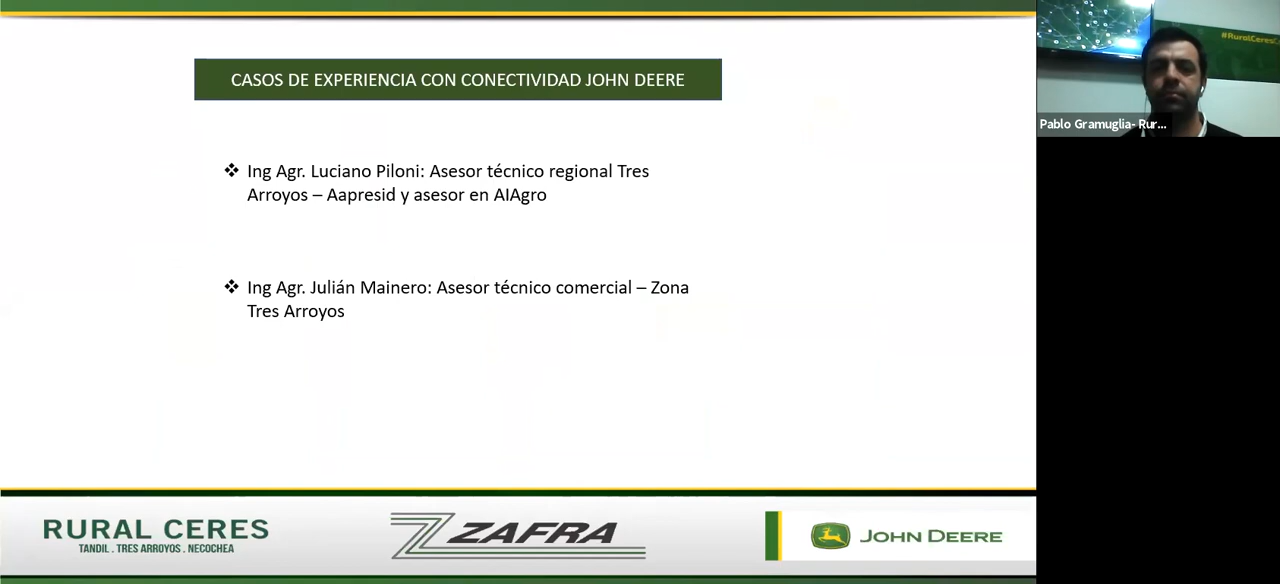 CASOS DE EXPERIENCIA CON CONECTIVIDAD JOHN DEERE
❖ Ing Agr. Luciano Piloni: Asesor técnico regional Tres
Arroyos – Aapresid y asesor en AIAgro
❖ Ing Agr. Julián Mainero: Asesor técnico comercial – Zona
Tres Arroyos
RURAL CERES
TANDIL . TRES ARROYOS . NECOCHEA
ZAFRA
JOHN DEERE
#RuralCeres
Pablo Gramuglia- Rur...